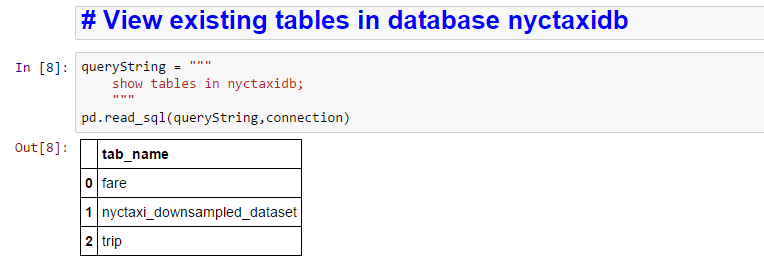 # View existing tables in database nyctaxidb
In [8]: queryString = """
show tables in nyctaxidb;
"""
pd.read_sql(queryString,connection)
Out[8]:
tab_name
0 fare
1 nyctaxi_downsampled_dataset
2 trip